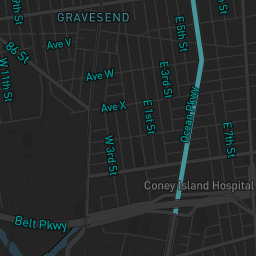 GRAVESEND
Ave V
86 St
W 11th St
Ave W
E 5th St
E 3rd St
Ave X
E 1st St
Ocean Pkwy
E 7th St
W 3rd St
Coney Island Hospital
Belt Pkwy